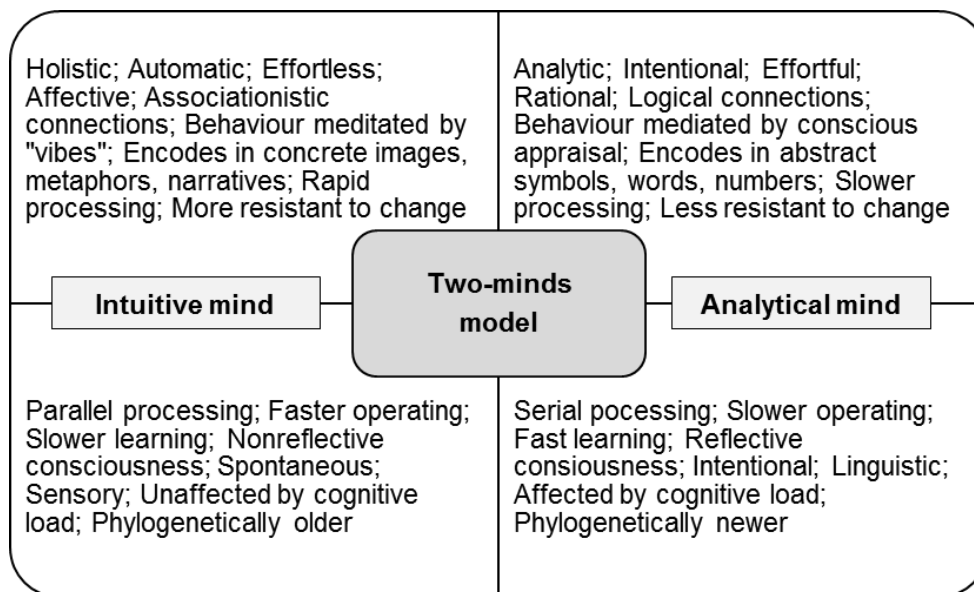 Holistic; Automatic; Effortless;
Affective; Associationistic
connections; Behaviour meditated by
"vibes"; Encodes in concrete images,
metaphors, narratives; Rapid
processing; More resistant to change
Analytic; Intentional; Effortful;
Rational; Logical connections;
Behaviour mediated by conscious
appraisal; Encodes in abstract
symbols, words, numbers; Slower
processing; Less resistant to change
Intuitive mind
Two-minds
model
Analytical mind
Parallel processing; Faster operating;
Slower learning; Nonreflective
consciousness; Spontaneous;
Sensory; Unaffected by cognitive
load; Phylogenetically older
Serial pocessing; Slower operating;
Fast learning; Reflective
consiousness; Intentional; Linguistic;
Affected by cognitive load;
Phylogenetically newer